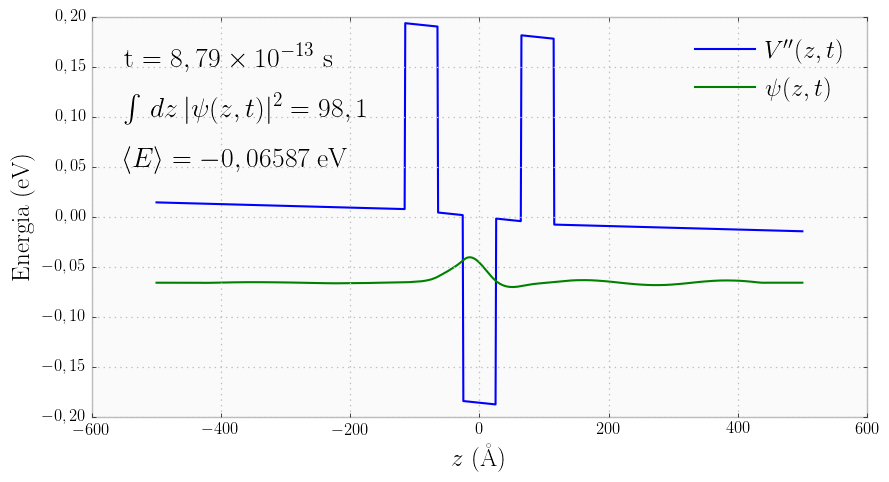 0,20
0,15
0,10
0,05
0,00
−0,05
−0,10
−0,15
−0,20
Energia (eV)
t = 8,79 × 10⁻¹³ s
∫ dz |ψ(z,t)|² = 98,1
⟨E⟩ = −0,06587 eV
V′′(z,t)
ψ(z,t)
−600 −400 −200 0 200 400 600
z (Å)